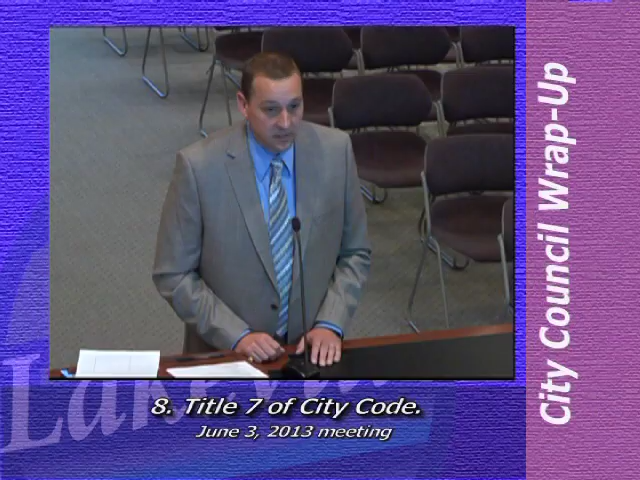 City Council Wrap-Up
8. Title 7 of City Code.
June 3, 2013 meeting